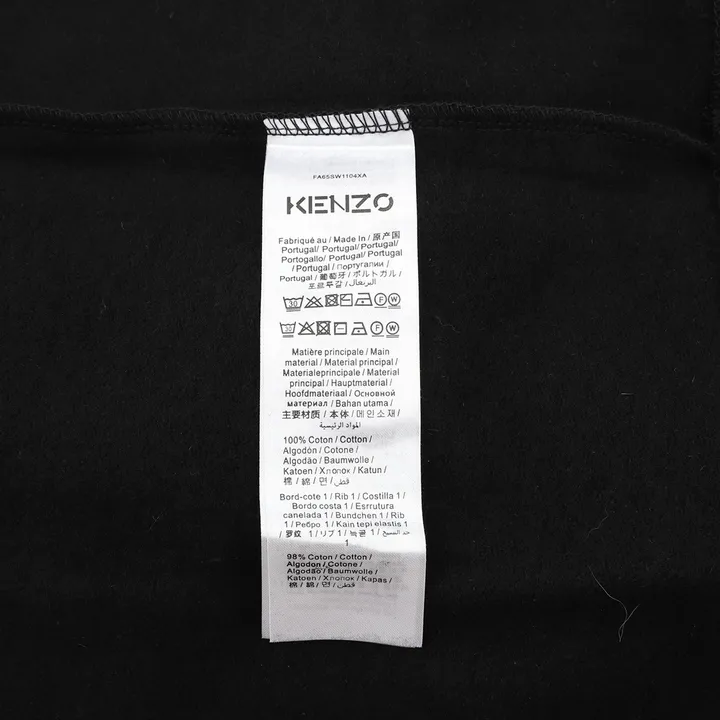 FA65SW1104XA
KENZO
Fabriqué au / Made In / 原产国
Portugal/ Portugal/ Portugal/
Portogallo/ Portugal/ Portugal
/ Portugal / Португалии /
Portugal / 葡萄牙 / ポルトガル /
포르투갈 / البرتغال
30 P F W
30 F W
Matière principale / Main
material / Material principal /
Materialeprincipale / Material
principal / Hauptmaterial /
Hoofdmateriaal / Основной
материал / Bahan utama /
主要材质 / 本体 / 메인소재 /
المواد الرئيسية
100% Coton / Cotton /
Algodón / Cotone /
Algodão / Baumwolle /
Katoen / Хлопок / Katun /
棉 / 綿 / 면 / قطن
Bord-cote 1 / Rib 1 / Costilla 1 /
Bordo costa 1 / Esrrutura
canelada 1 / Bundchen 1 / Rib
1 / Ребро 1 / Kain tepi elastis 1
/ 罗纹 1 / リブ 1 / 늑골 1 /
1
98% Coton / Cotton /
Algodon / Cotone /
Algodão / Baumwolle /
Katoen / Хлопок / Kapas /
棉 / 綿 / 면 / قطن